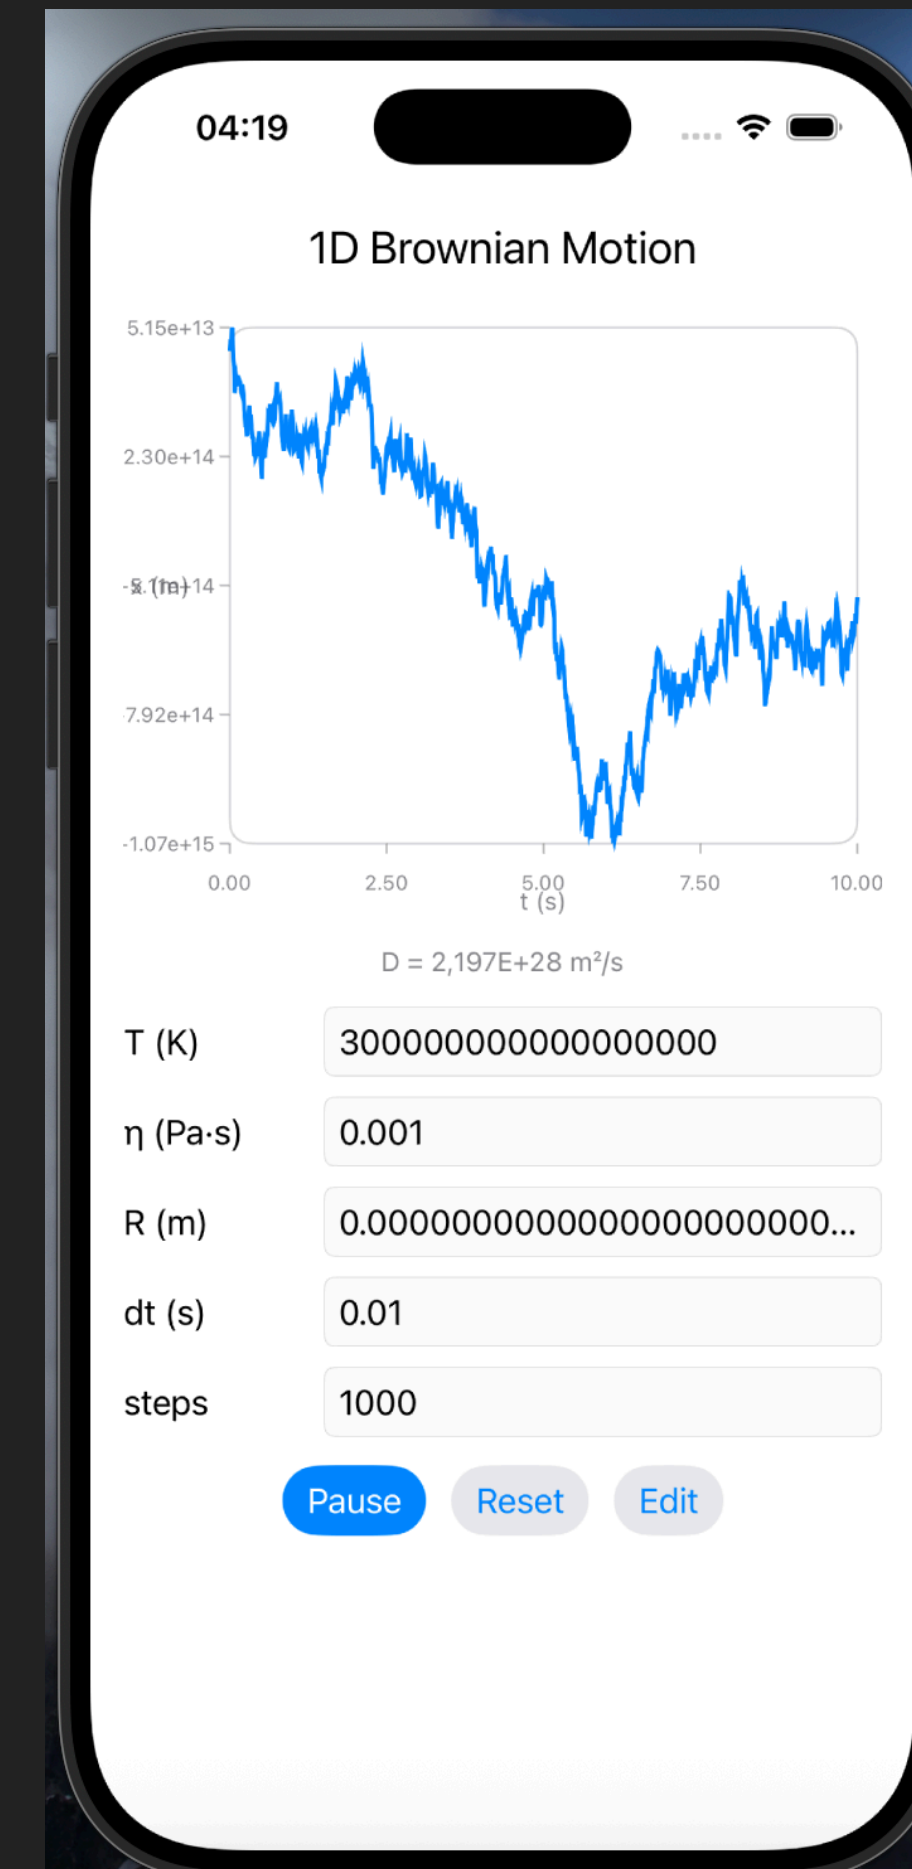 04:19
1D Brownian Motion
5.15e+13
2.30e+14
x (m)
7.92e+14
-1.07e+15
0.00 2.50 5.00 7.50 10.00
t (s)
D = 2,197E+28 m²/s
T (K) 300000000000000000
η (Pa·s) 0.001
R (m) 0.0000000000000000000000...
dt (s) 0.01
steps 1000
Pause Reset Edit